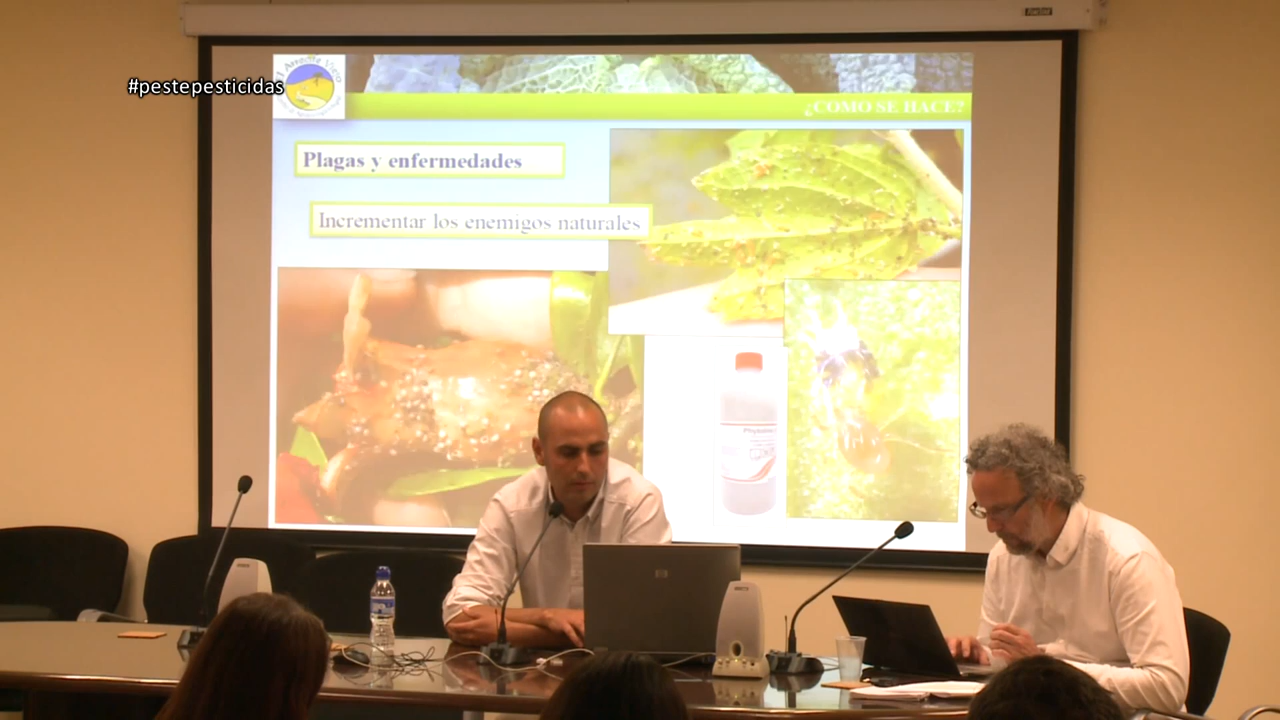 #pestepesticidas
¿COMO SE HACE?
Plagas y enfermedades
Incrementar los enemigos naturales